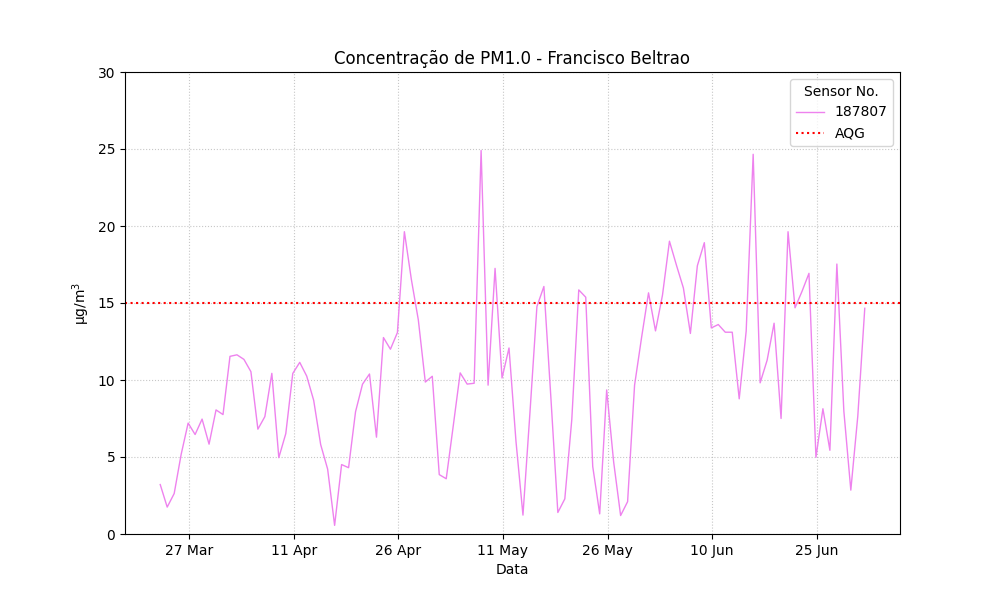 Concentração de PM1.0 - Francisco Beltrao
Sensor No.
187807
AQG
30
25
20
15
10
5
0
µg/m³
27 Mar
11 Apr
26 Apr
11 May
26 May
10 Jun
25 Jun
Data